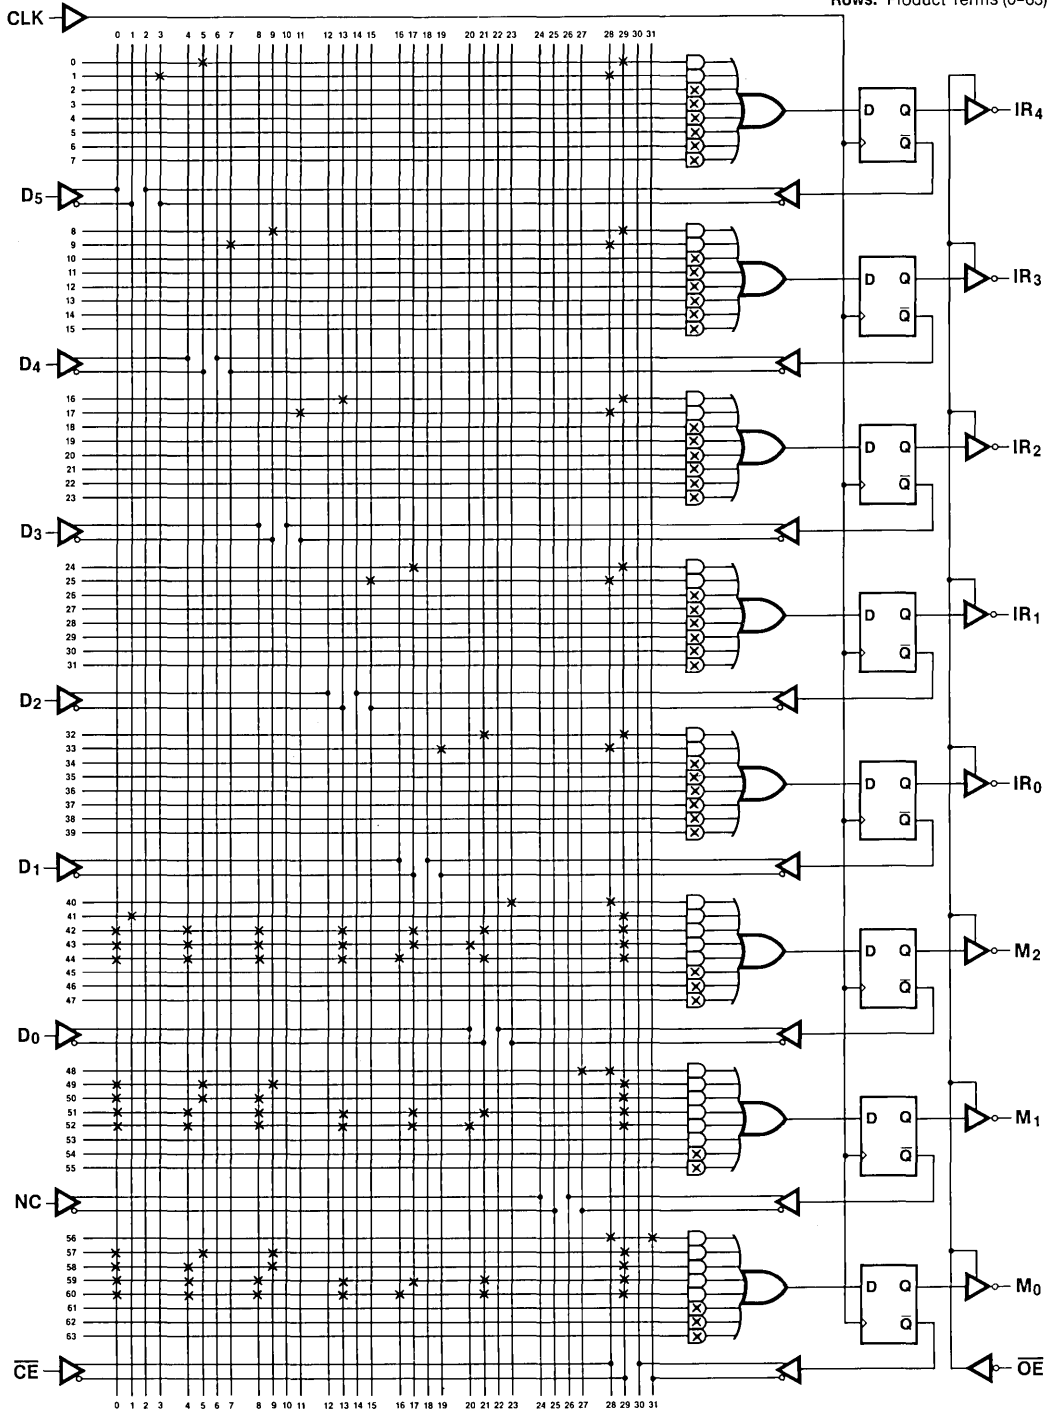 Rows: Product Terms (0–63)
CLK
0 1 2 3 4 5 6 7 8 9 10 11 12 13 14 15 16 17 18 19 20 21 22 23 24 25 26 27 28 29 30 31
0
1
2
3
4
5
6
7
D Q
Q̅
IR4
D5
8
9
10
11
12
13
14
15
D Q
Q̅
IR3
D4
16
17
18
19
20
21
22
23
D Q
Q̅
IR2
D3
24
25
26
27
28
29
30
31
D Q
Q̅
IR1
D2
32
33
34
35
36
37
38
39
D Q
Q̅
IR0
D1
40
41
42
43
44
45
46
47
D Q
Q̅
M2
D0
48
49
50
51
52
53
54
55
D Q
Q̅
M1
NC
56
57
58
59
60
61
62
63
D Q
Q̅
M0
C̅E̅
O̅E̅
0 1 2 3 4 5 6 7 8 9 10 11 12 13 14 15 16 17 18 19 20 21 22 23 24 25 26 27 28 29 30 31